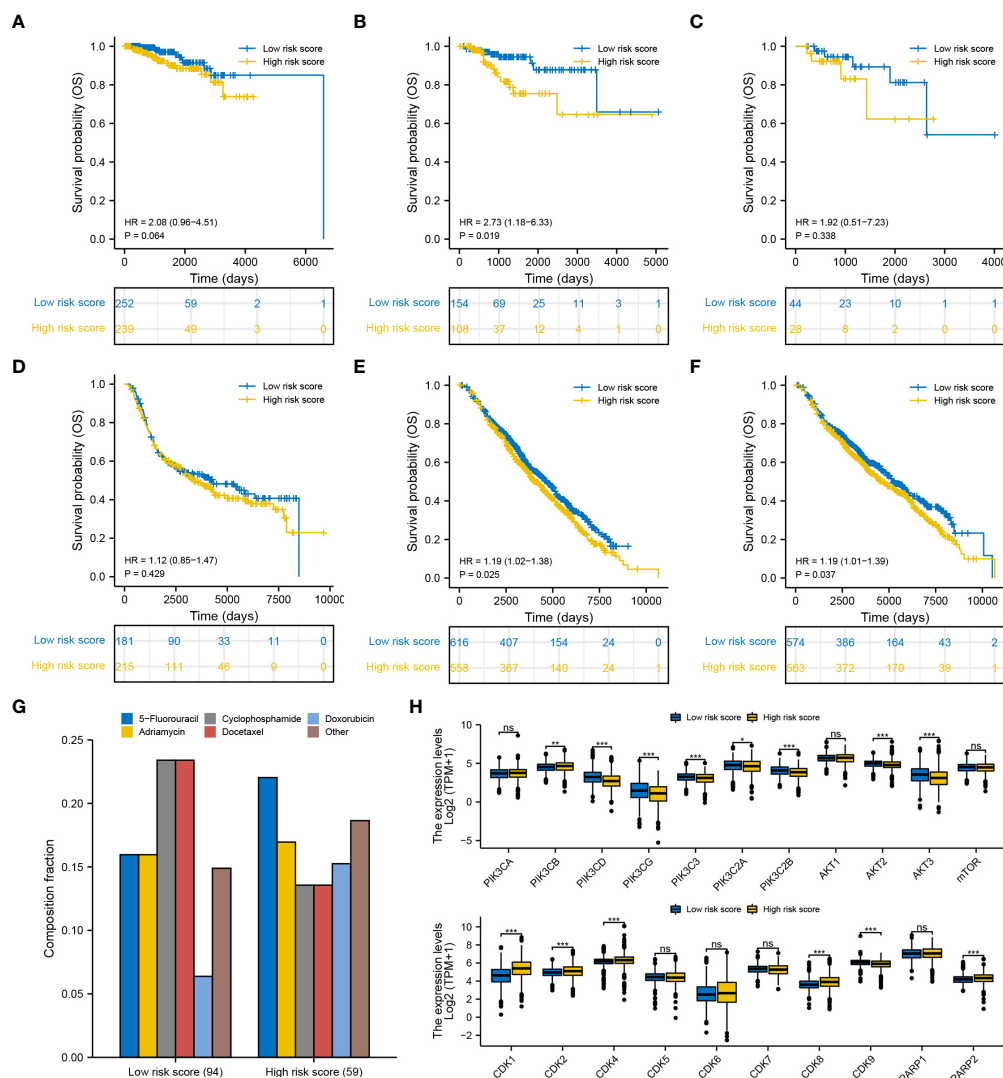 A
Survival probability (OS)
1.0
0.8
0.6
0.4
0.2
0.0
Low risk score
High risk score
HR = 2.08 (0.96−4.51)
P = 0.064
0 2000 4000 6000
Time (days)
Low risk score 252 59 2 1
High risk score 239 49 3 0
B
Survival probability (OS)
1.0
0.8
0.6
0.4
0.2
0.0
Low risk score
High risk score
HR = 2.73 (1.18−6.33)
P = 0.019
0 1000 2000 3000 4000 5000
Time (days)
Low risk score 154 69 25 11 3 1
High risk score 108 37 12 4 1 0
C
Survival probability (OS)
1.0
0.8
0.6
0.4
0.2
0.0
Low risk score
High risk score
HR = 1.92 (0.51−7.23)
P = 0.338
0 1000 2000 3000 4000
Time (days)
Low risk score 44 23 10 1 1
High risk score 28 8 2 0 0
D
Survival probability (OS)
1.0
0.8
0.6
0.4
0.2
0.0
Low risk score
High risk score
HR = 1.12 (0.85−1.47)
P = 0.429
0 2500 5000 7500 10000
Time (days)
Low risk score 181 90 33 11 0
High risk score 215 111 46 9 0
E
Survival probability (OS)
1.0
0.8
0.6
0.4
0.2
0.0
Low risk score
High risk score
HR = 1.19 (1.02−1.38)
P = 0.025
0 2500 5000 7500 10000
Time (days)
Low risk score 616 407 154 24 0
High risk score 558 367 140 24 1
F
Survival probability (OS)
1.0
0.8
0.6
0.4
0.2
0.0
Low risk score
High risk score
HR = 1.19 (1.01−1.39)
P = 0.037
0 2500 5000 7500 10000
Time (days)
Low risk score 574 386 164 43 2
High risk score 563 372 170 39 1
G
5−Fluorouracil Cyclophosphamide Doxorubicin
Adriamycin Docetaxel Other
Composition fraction
0.25
0.20
0.15
0.10
0.05
0.00
Low risk score (94) High risk score (59)
H
Low risk score High risk score
The expression levels
Log2 (TPM+1)
10
5
0
−5
ns ** *** *** *** * *** ns *** *** ns
PIK3CA PIK3CB PIK3CD PIK3CG PIK3C3 PIK3C2A PIK3C2B AKT1 AKT2 AKT3 mTOR
Low risk score High risk score
The expression levels
Log2 (TPM+1)
10
8
6
4
2
0
−2
*** *** *** ns ns ns *** *** ns ***
CDK1 CDK2 CDK4 CDK5 CDK6 CDK7 CDK8 CDK9 PARP1 PARP2